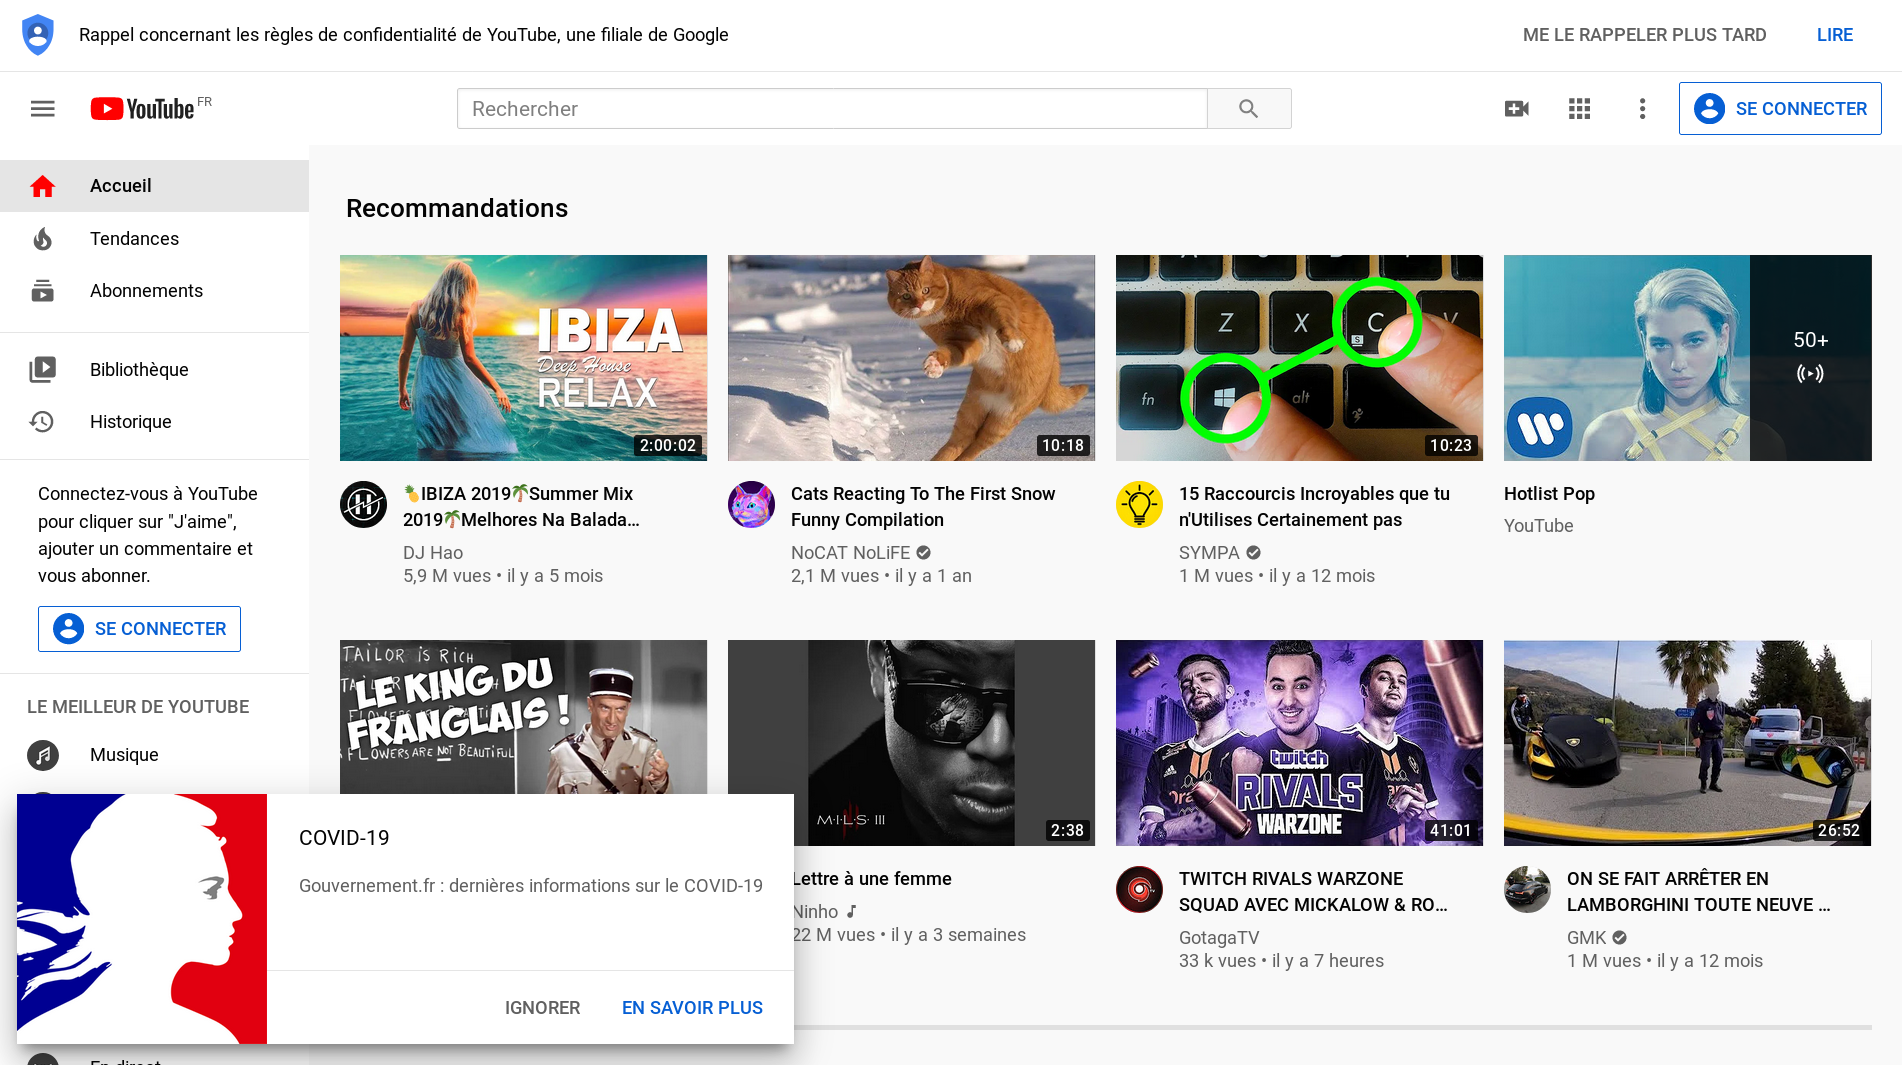 Rappel concernant les règles de confidentialité de YouTube, une filiale de Google
ME LE RAPPELER PLUS TARD
LIRE
YouTube FR
Rechercher
SE CONNECTER
Accueil
Tendances
Abonnements
Bibliothèque
Historique
Connectez-vous à YouTube
pour cliquer sur "J'aime",
ajouter un commentaire et
vous abonner.
SE CONNECTER
LE MEILLEUR DE YOUTUBE
Musique
Recommandations
IBIZA
Deep House
RELAX
2:00:02
🍍IBIZA 2019🌴Summer Mix
2019🌴Melhores Na Balada…
DJ Hao
5,9 M vues • il y a 5 mois
10:18
Cats Reacting To The First Snow
Funny Compilation
NoCAT NoLiFE
2,1 M vues • il y a 1 an
Z
X
C
V
S
fn
alt
10:23
15 Raccourcis Incroyables que tu
n'Utilises Certainement pas
SYMPA
1 M vues • il y a 12 mois
50+
Hotlist Pop
YouTube
TAILOR IS RICH
LE KING DU
FRANGLAIS !
FLOWERS ARE NOT BEAUTIFUL
M·I·L·S· III
2:38
Lettre à une femme
Ninho
22 M vues • il y a 3 semaines
twitch
RIVALS
WARZONE
41:01
TWITCH RIVALS WARZONE
SQUAD AVEC MICKALOW & RO…
GotagaTV
33 k vues • il y a 7 heures
26:52
ON SE FAIT ARRÊTER EN
LAMBORGHINI TOUTE NEUVE …
GMK
1 M vues • il y a 12 mois
COVID-19
Gouvernement.fr : dernières informations sur le COVID-19
IGNORER
EN SAVOIR PLUS
En direct